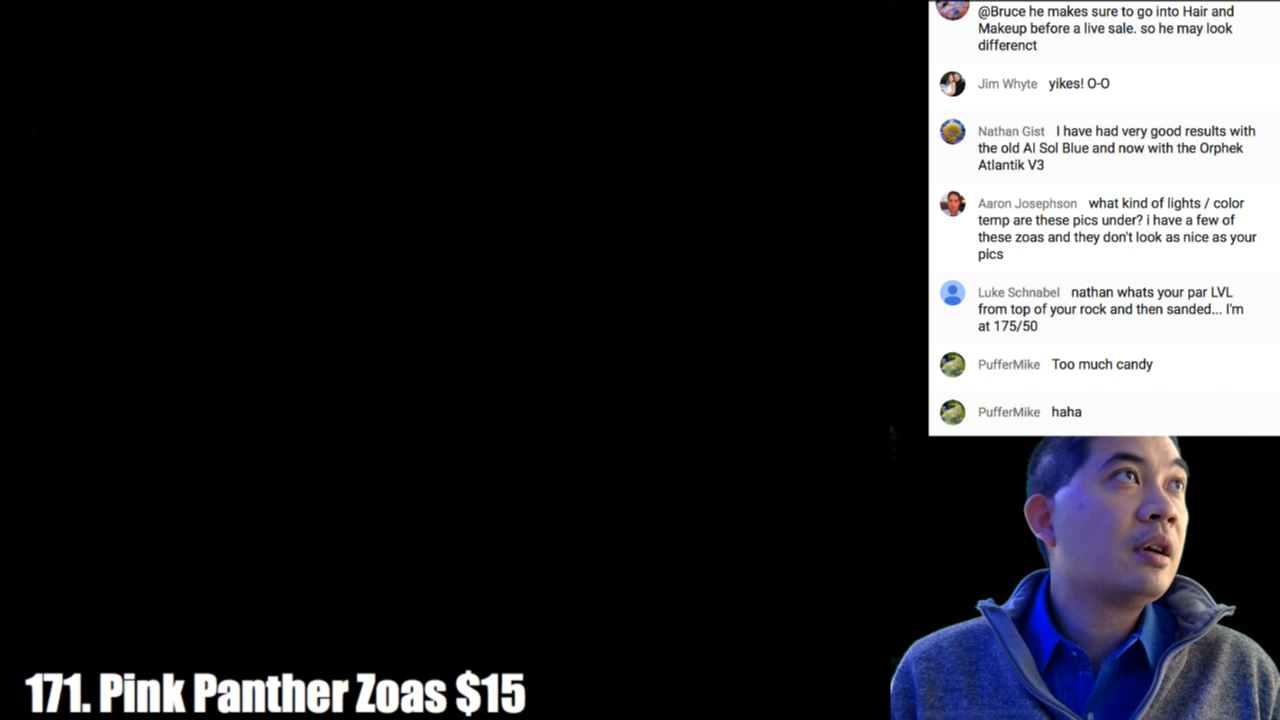 @Bruce he makes sure to go into Hair and
Makeup before a live sale. so he may look
differenct
Jim Whyte yikes! O-O
Nathan Gist I have had very good results with
the old AI Sol Blue and now with the Orphek
Atlantik V3
Aaron Josephson what kind of lights / color
temp are these pics under? i have a few of
these zoas and they don't look as nice as your
pics
Luke Schnabel nathan whats your par LVL
from top of your rock and then sanded... I'm
at 175/50
PufferMike Too much candy
PufferMike haha
171. Pink Panther Zoas $15